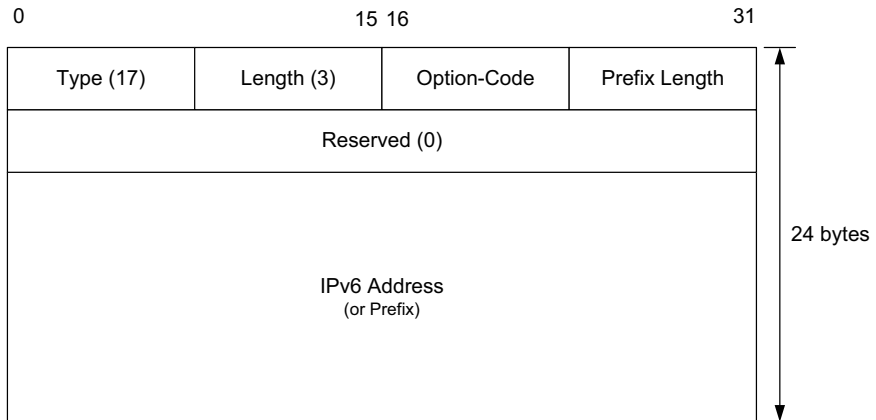 0 15 16 31
Type (17) Length (3) Option-Code Prefix Length
Reserved (0)
24 bytes
IPv6 Address
(or Prefix)